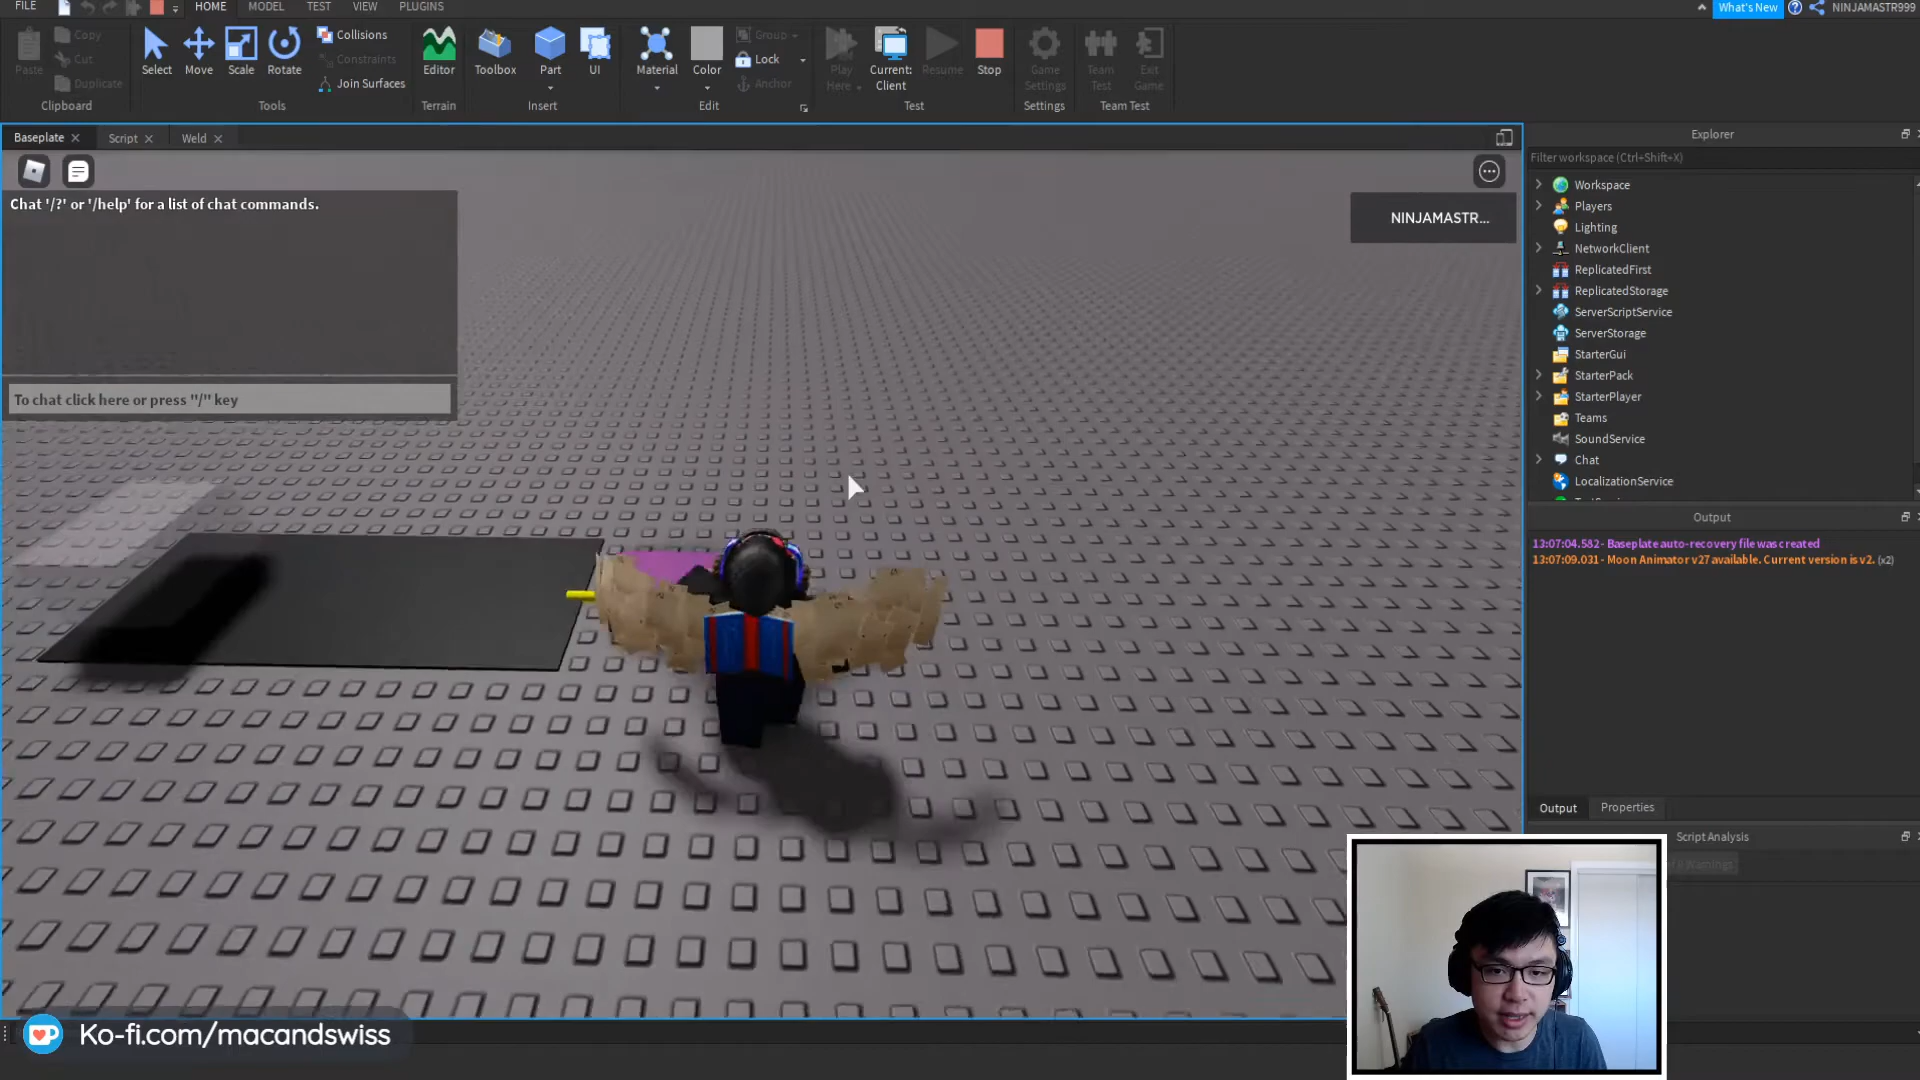 FILE
HOME
MODEL
TEST
VIEW
PLUGINS
What's New
NINJAMASTR999
Paste
Copy
Cut
Duplicate
Clipboard
Select
Move
Scale
Rotate
Collisions
Constraints
Join Surfaces
Tools
Editor
Terrain
Toolbox
Part
UI
Insert
Material
Color
Group
Lock
Anchor
Edit
Play Here
Current: Client
Resume
Stop
Test
Game Settings
Settings
Team Test
Exit Game
Team Test
Baseplate
Script
Weld
Chat '/?' or '/help' for a list of chat commands.
To chat click here or press "/" key
NINJAMASTR...
Explorer
Filter workspace (Ctrl+Shift+X)
Workspace
Players
Lighting
NetworkClient
ReplicatedFirst
ReplicatedStorage
ServerScriptService
ServerStorage
StarterGui
StarterPack
StarterPlayer
Teams
SoundService
Chat
LocalizationService
Output
13:07:04.582 - Baseplate auto-recovery file was created
13:07:09.031 - Moon Animator v27 available. Current version is v2. (x2)
Output
Properties
Script Analysis
Warnings
Ko-fi.com/macandswiss